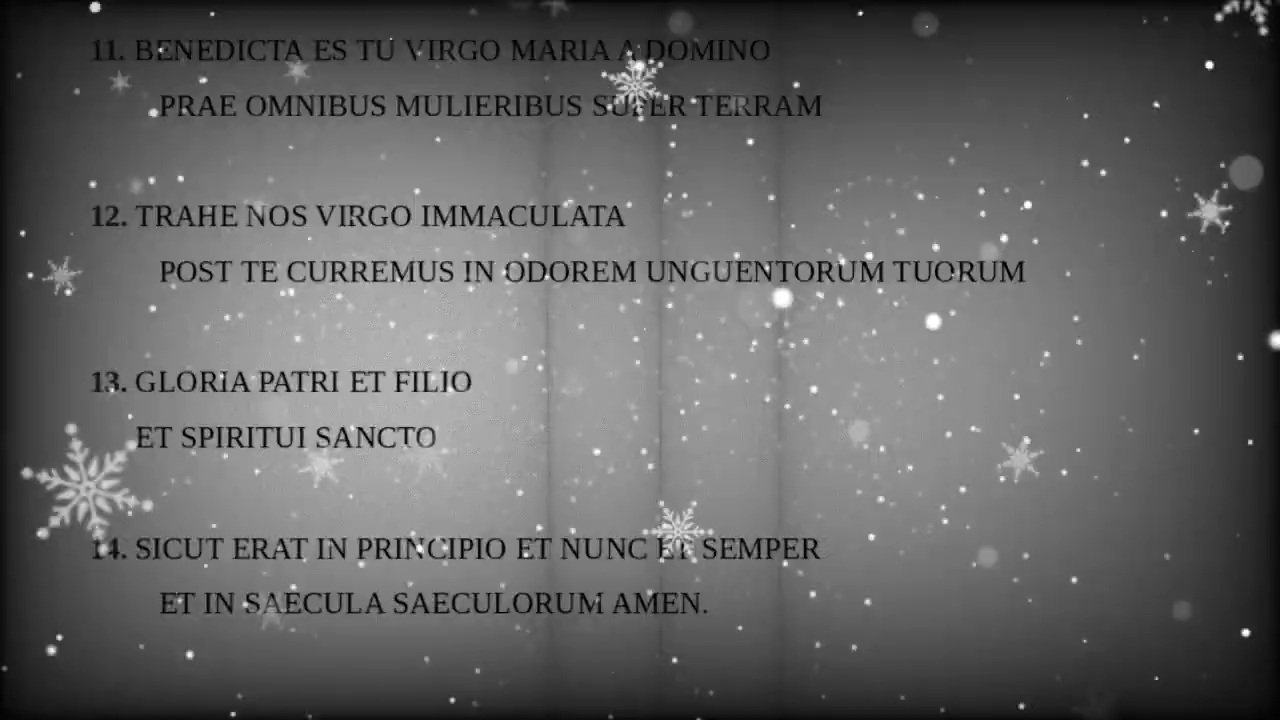 11. BENEDICTA ES TU VIRGO MARIA A DOMINO
PRAE OMNIBUS MULIERIBUS SUPER TERRAM
12. TRAHE NOS VIRGO IMMACULATA
POST TE CURREMUS IN ODOREM UNGUENTORUM TUORUM
13. GLORIA PATRI ET FILIO
ET SPIRITUI SANCTO
14. SICUT ERAT IN PRINCIPIO ET NUNC ET SEMPER
ET IN SAECULA SAECULORUM AMEN.